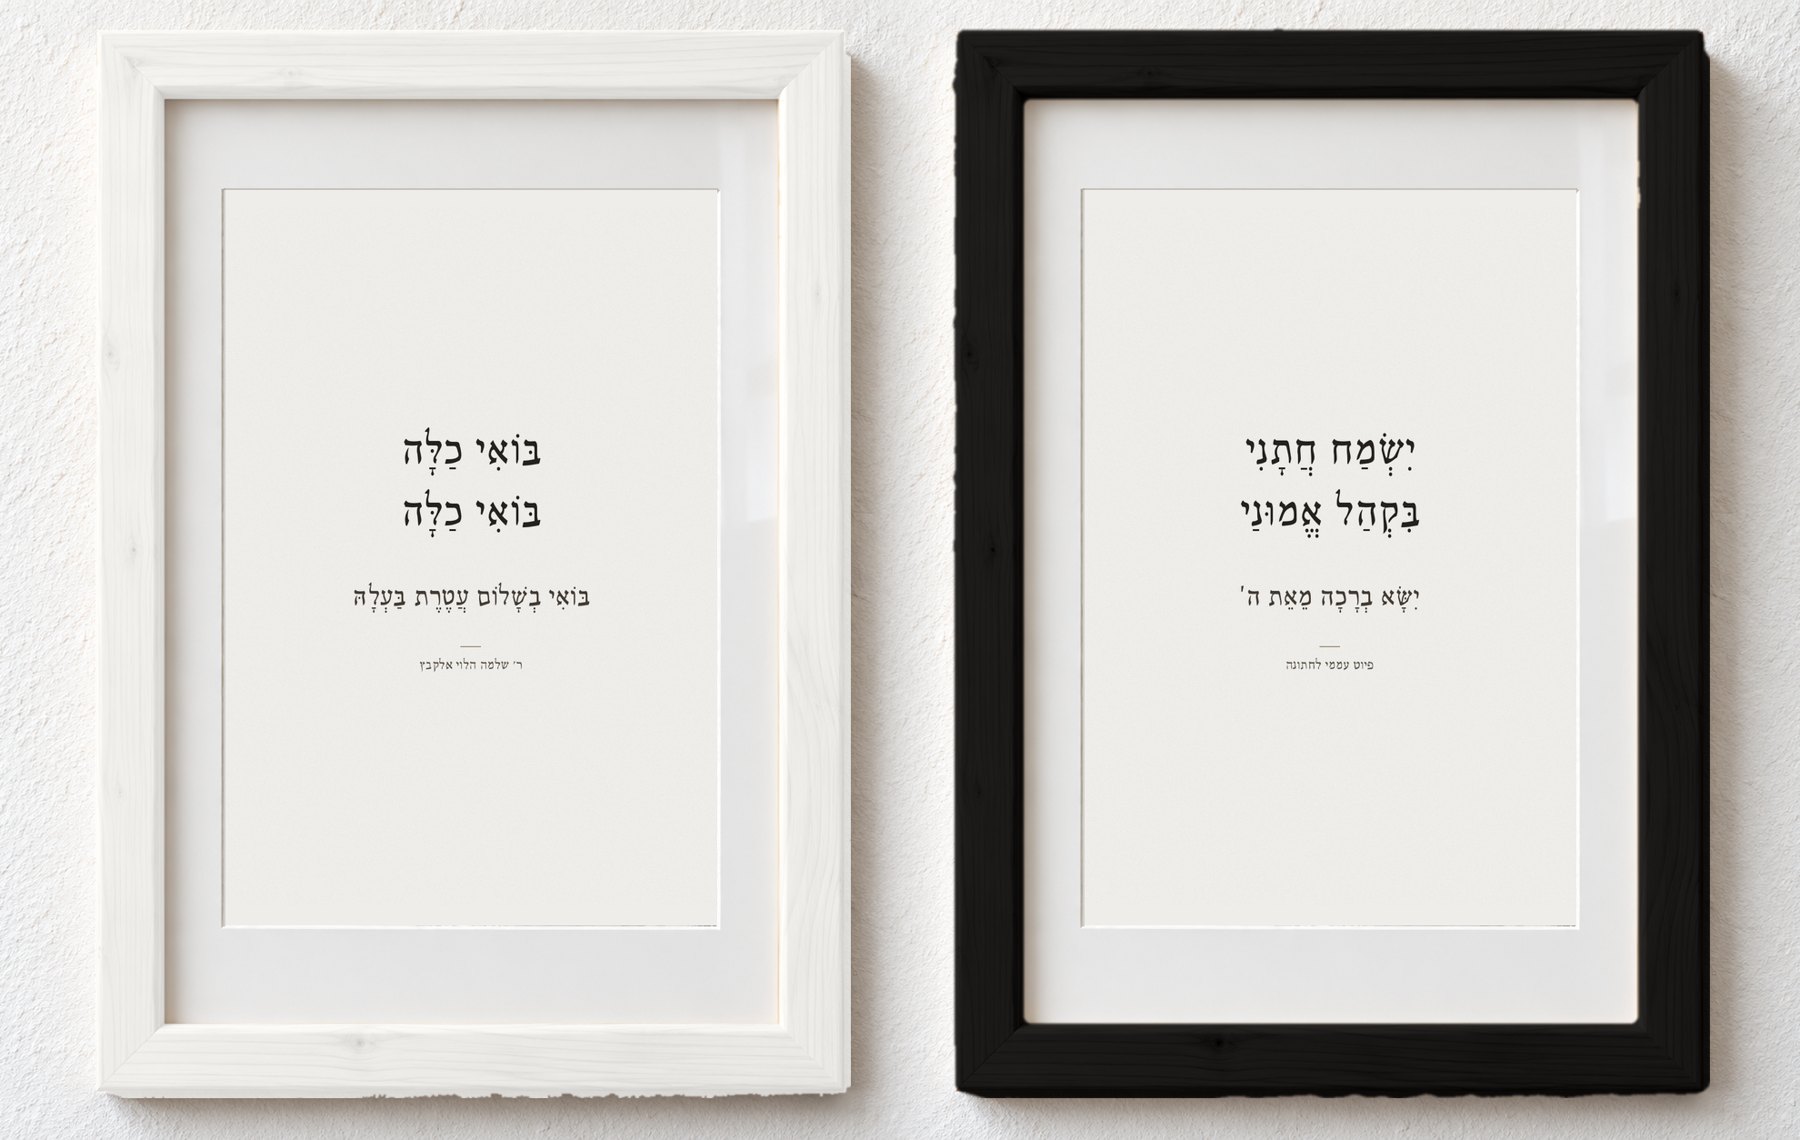 בּוֹאִי כַלָּה
בּוֹאִי כַלָּה
בּוֹאִי בְשָׁלוֹם עֲטֶרֶת בַּעְלָהּ
ר׳ שלמה הלוי אלקבץ
יִשְׂמַח חֲתָנִי
בִּקְהַל אֱמוּנַי
יִשָּׂא בְרָכָה מֵאֵת ה'
פיוט עממי לחתונה